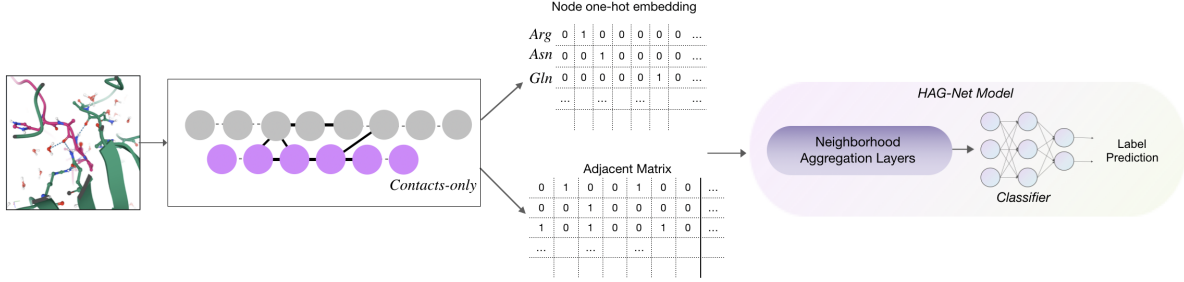 Node one-hot embedding
Arg 0 1 0 0 0 0 0 ...
Asn 0 0 1 0 0 0 0 ...
Gln 0 0 0 0 0 1 0 ...
... ... ... ...
Contacts-only
Adjacent Matrix
0 1 0 0 1 0 0 ...
0 0 1 0 0 0 0 ...
1 0 1 0 0 1 0 ...
... ... ...
HAG-Net Model
Neighborhood
Aggregation Layers
Classifier
Label
Prediction